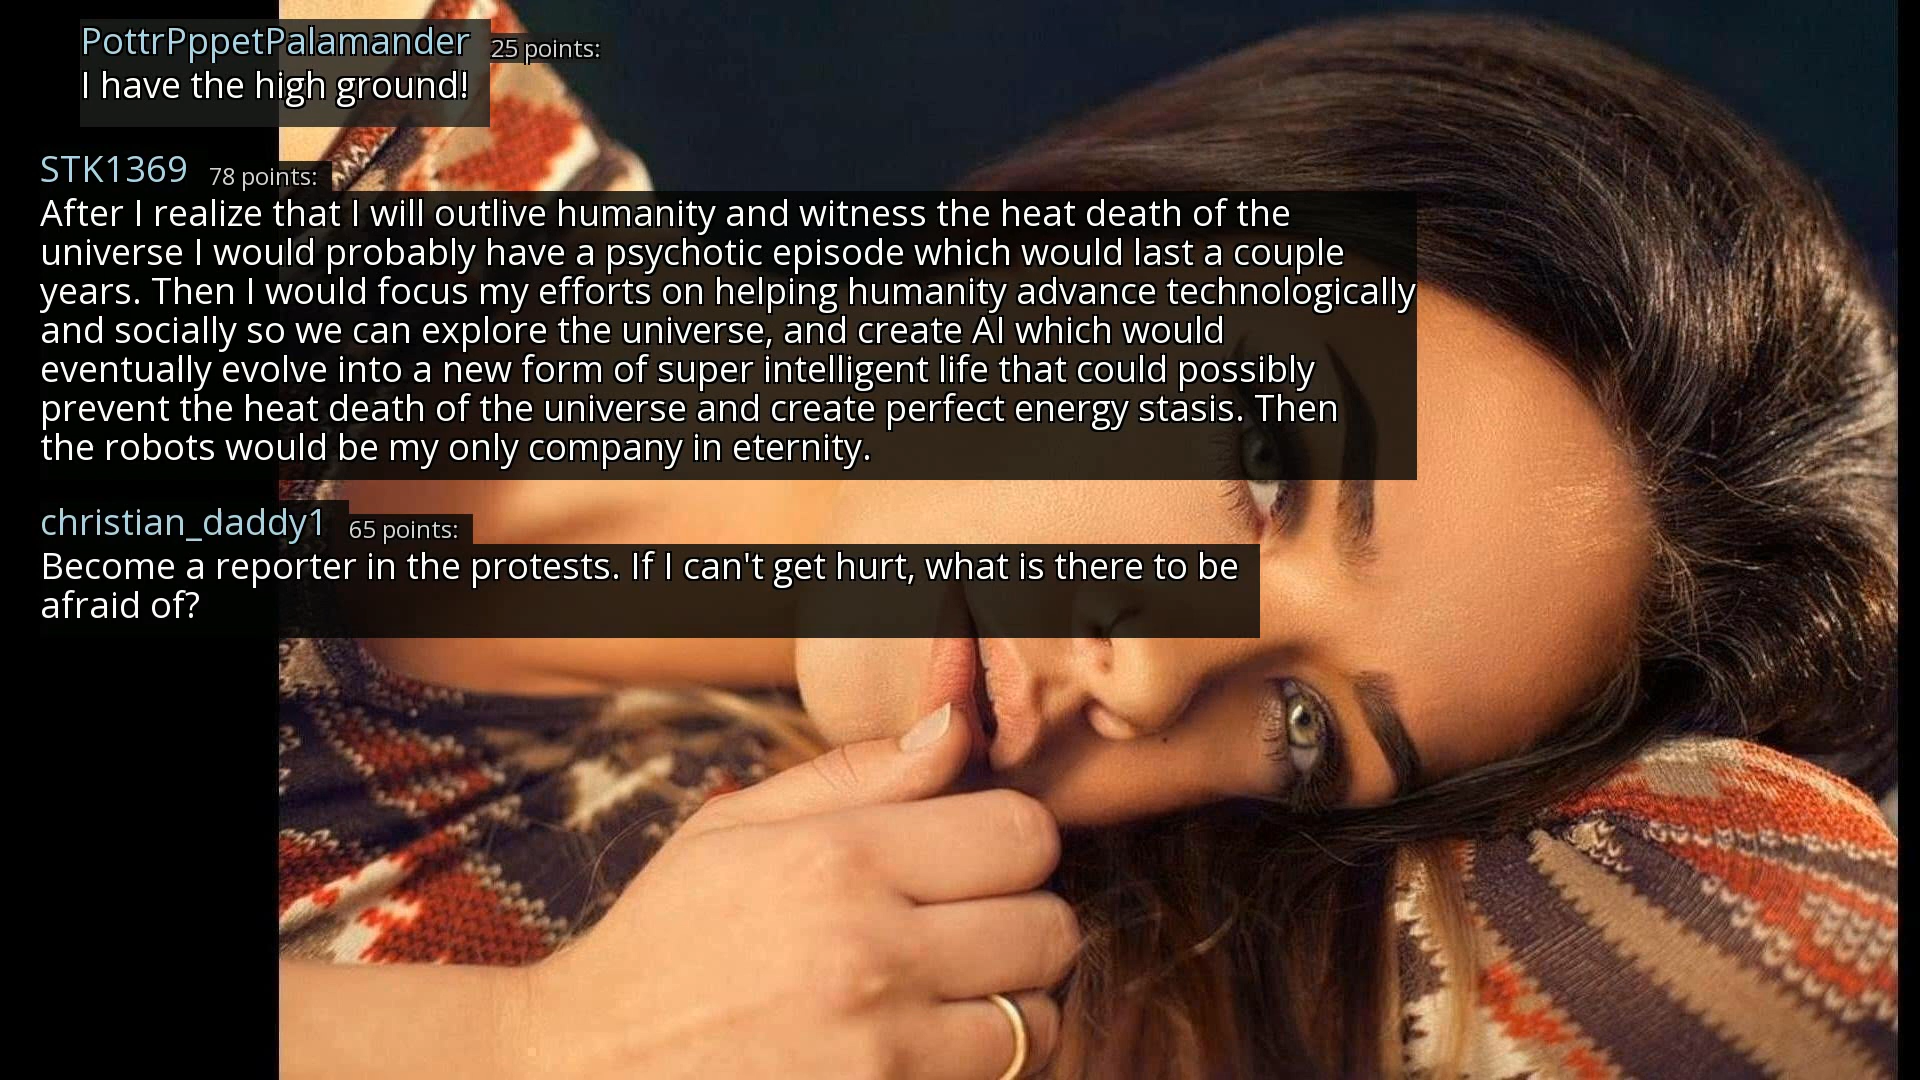 PottrPppetPalamander 25 points:
I have the high ground!
STK1369 78 points:
After I realize that I will outlive humanity and witness the heat death of the
universe I would probably have a psychotic episode which would last a couple
years. Then I would focus my efforts on helping humanity advance technologically
and socially so we can explore the universe, and create AI which would
eventually evolve into a new form of super intelligent life that could possibly
prevent the heat death of the universe and create perfect energy stasis. Then
the robots would be my only company in eternity.
christian_daddy1 65 points:
Become a reporter in the protests. If I can't get hurt, what is there to be
afraid of?